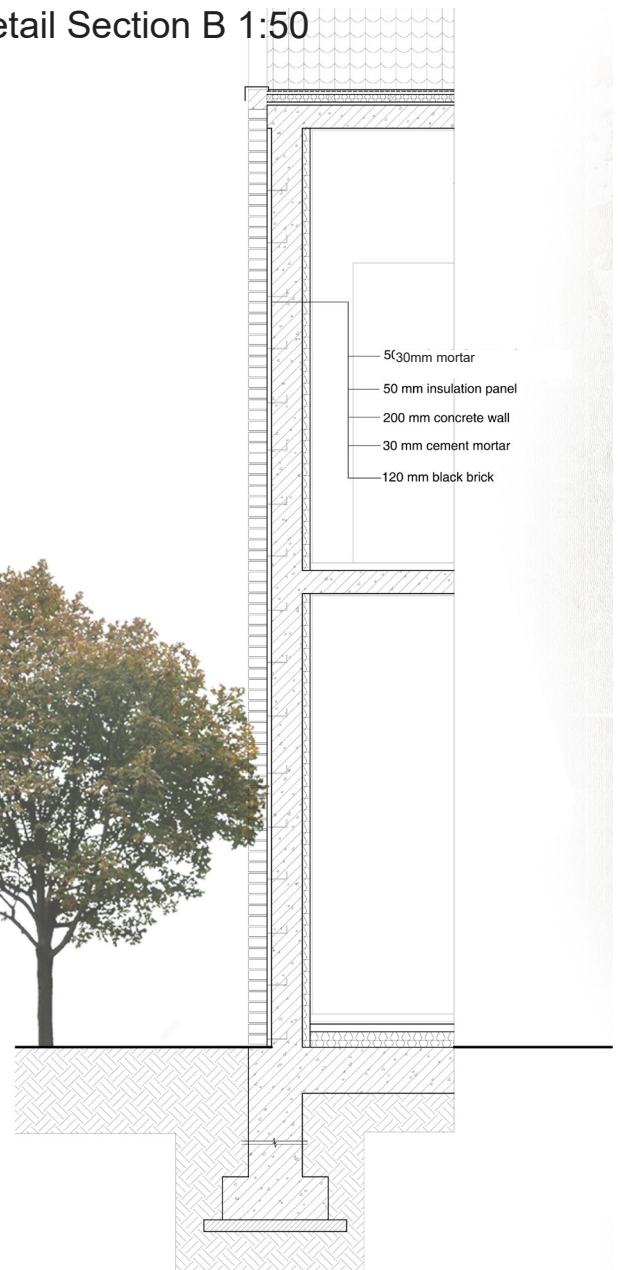 etail Section B 1:50
5(30mm mortar
50 mm insulation panel
200 mm concrete wall
30 mm cement mortar
120 mm black brick